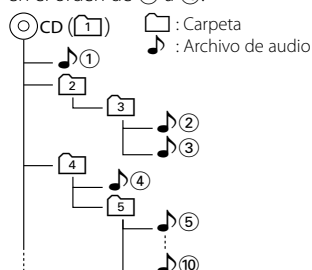 en el orden de ① a ⑩.
CD ( 1 )
: Carpeta
: Archivo de audio
①
2
3
②
③
4
④
5
⑤
⑩